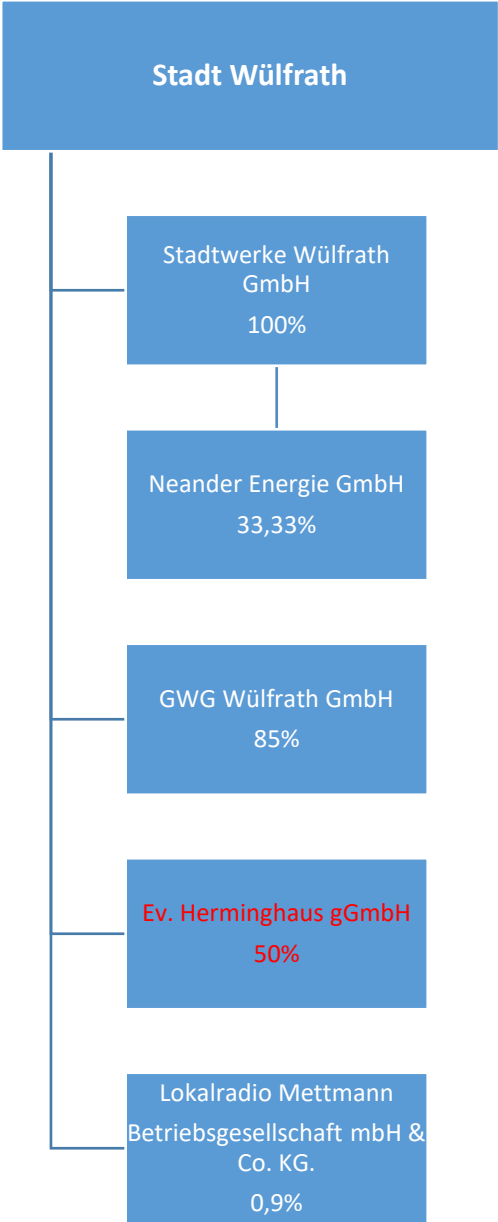 Stadt Wülfrath
Stadtwerke Wülfrath
GmbH
100%
Neander Energie GmbH
33,33%
GWG Wülfrath GmbH
85%
Ev. Herminghaus gGmbH
50%
Lokalradio Mettmann
Betriebsgesellschaft mbH &
Co. KG.
0,9%